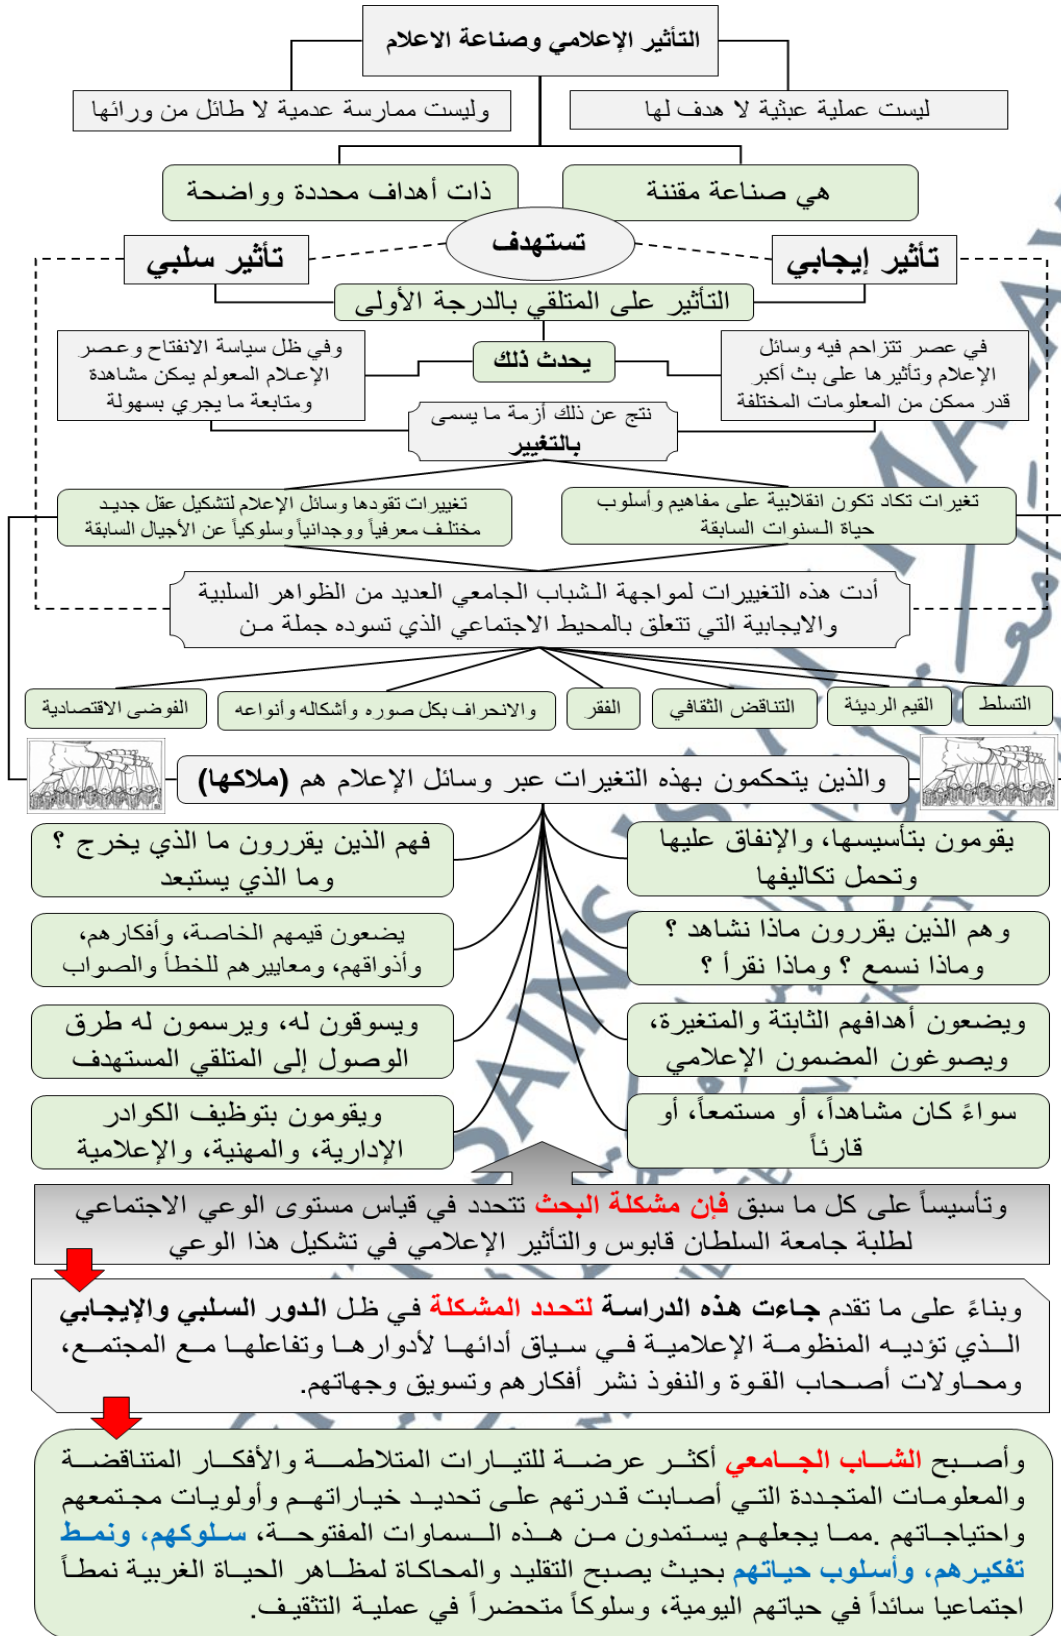 التأثير الإعلامي وصناعة الاعلام
ليست عملية عبثية لا هدف لها
وليست ممارسة عدمية لا طائل من ورائها
هي صناعة مقننة
ذات أهداف محددة وواضحة
تستهدف
تأثير إيجابي
تأثير سلبي
التأثير على المتلقي بالدرجة الأولى
يحدث ذلك
في عصر تتزاحم فيه وسائل
الإعلام وتأثيرها على بث أكبر
قدر ممكن من المعلومات المختلفة
وفي ظل سياسة الانفتاح وعصر
الإعلام المعولم يمكن مشاهدة
ومتابعة ما يجري بسهولة
نتج عن ذلك أزمة ما يسمى
بالتغيير
تغيرات تكاد تكون انقلابية على مفاهيم وأسلوب
حياة السنوات السابقة
تغييرات تقودها وسائل الإعلام لتشكيل عقل جديد
مختلف معرفياً ووجدانياً وسلوكياً عن الأجيال السابقة
أدت هذه التغييرات لمواجهة الشباب الجامعي العديد من الظواهر السلبية
والايجابية التي تتعلق بالمحيط الاجتماعي الذي تسوده جملة من
التسلط
القيم الرديئة
التناقض الثقافي
الفقر
والانحراف بكل صوره وأشكاله وأنواعه
الفوضى الاقتصادية
والذين يتحكمون بهذه التغيرات عبر وسائل الإعلام هم (ملاكها)
يقومون بتأسيسها، والإنفاق عليها
وتحمل تكاليفها
فهم الذين يقررون ما الذي يخرج ؟
وما الذي يستبعد
وهم الذين يقررون ماذا نشاهد ؟
وماذا نسمع ؟ وماذا نقرأ ؟
يضعون قيمهم الخاصة، وأفكارهم،
وأذواقهم، ومعاييرهم للخطأ والصواب
ويضعون أهدافهم الثابتة والمتغيرة،
ويصوغون المضمون الإعلامي
ويسوقون له، ويرسمون له طرق
الوصول إلى المتلقي المستهدف
سواءً كان مشاهداً، أو مستمعاً، أو
قارئاً
ويقومون بتوظيف الكوادر
الإدارية، والمهنية، والإعلامية
وتأسيساً على كل ما سبق فإن مشكلة البحث تتحدد في قياس مستوى الوعي الاجتماعي
لطلبة جامعة السلطان قابوس والتأثير الإعلامي في تشكيل هذا الوعي
وبناءً على ما تقدم جاءت هذه الدراسة لتحدد المشكلة في ظل الدور السلبي والإيجابي
الذي تؤديه المنظومة الإعلامية في سياق أدائها لأدوارها وتفاعلها مع المجتمع،
ومحاولات أصحاب القوة والنفوذ نشر أفكارهم وتسويق وجهاتهم.
وأصبح الشاب الجامعي أكثر عرضة للتيارات المتلاطمة والأفكار المتناقضة
والمعلومات المتجددة التي أصابت قدرتهم على تحديد خياراتهم وأولويات مجتمعهم
واحتياجاتهم .مما يجعلهم يستمدون من هذه السماوات المفتوحة، سلوكهم، ونمط
تفكيرهم، وأسلوب حياتهم بحيث يصبح التقليد والمحاكاة لمظاهر الحياة الغربية نمطاً
اجتماعيا سائداً في حياتهم اليومية، وسلوكاً متحضراً في عملية التثقيف.